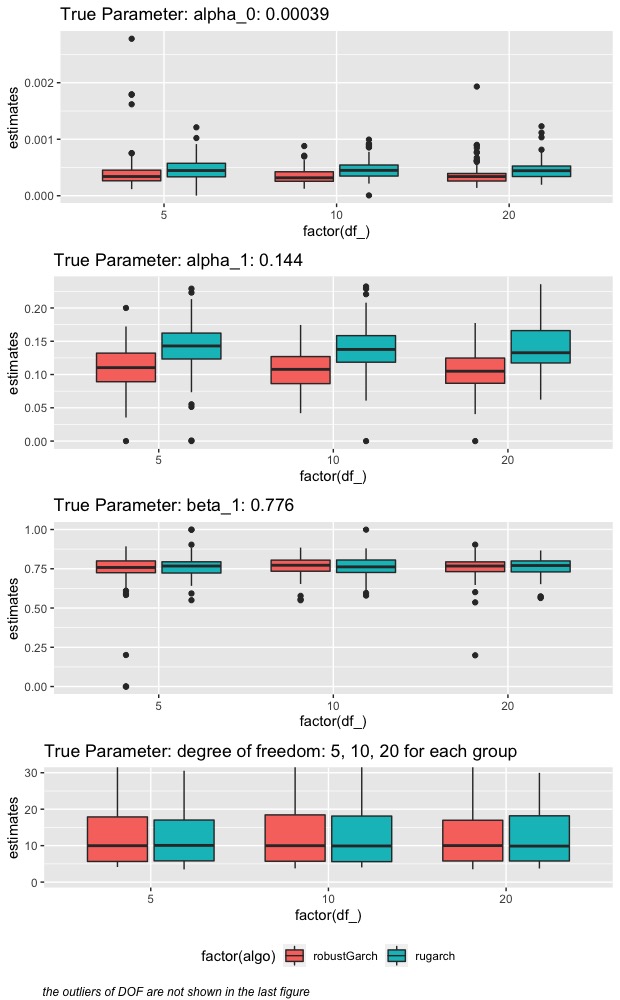 True Parameter: alpha_0: 0.00039
estimates
0.002
0.001
0.000
5 10 20
factor(df_)
True Parameter: alpha_1: 0.144
estimates
0.20
0.15
0.10
0.05
0.00
5 10 20
factor(df_)
True Parameter: beta_1: 0.776
estimates
1.00
0.75
0.50
0.25
0.00
5 10 20
factor(df_)
True Parameter: degree of freedom: 5, 10, 20 for each group
estimates
30
20
10
0
5 10 20
factor(df_)
factor(algo) robustGarch rugarch
the outliers of DOF are not shown in the last figure